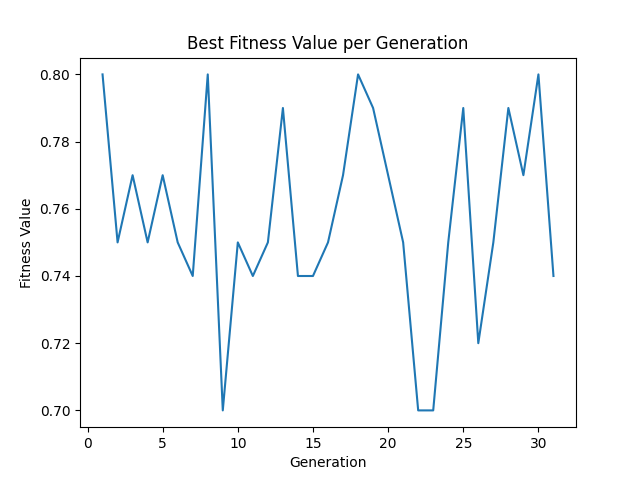 Best Fitness Value per Generation
0.80
0.78
0.76
0.74
0.72
0.70
Fitness Value
0 5 10 15 20 25 30
Generation